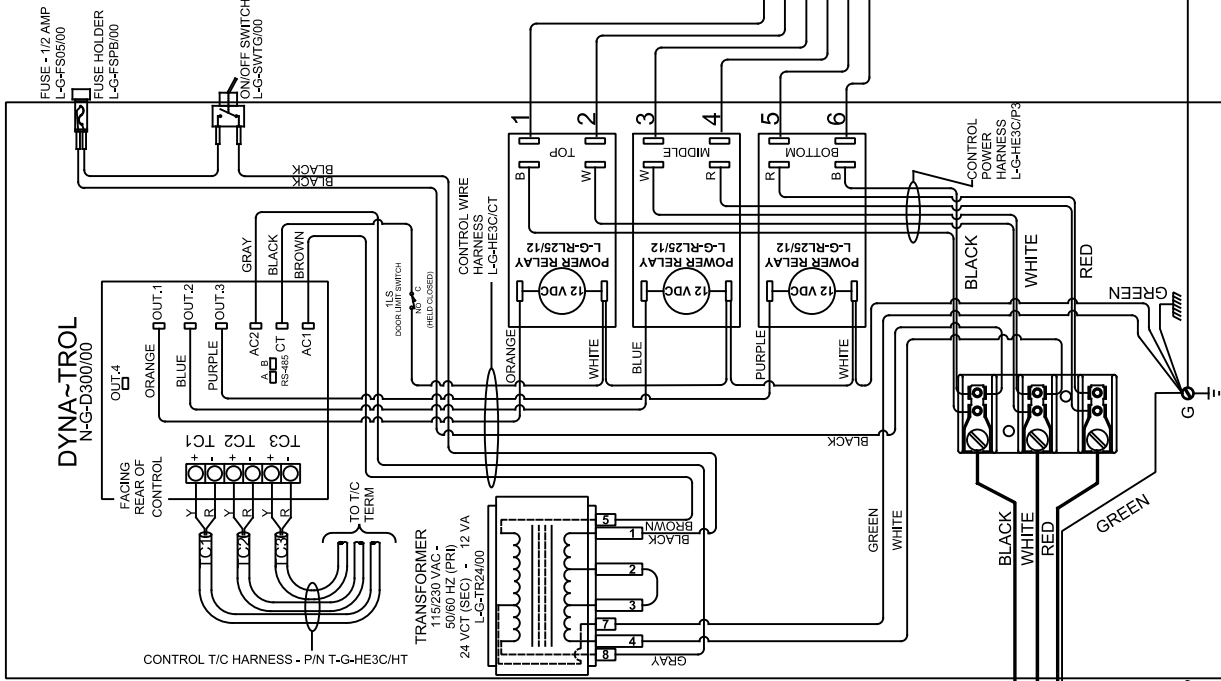 FUSE - 1/2 AMP
L-G-FS05/00
FUSE HOLDER
L-G-FSPB/00
ON/OFF SWITCH
L-G-SWTG/00
BLACK
BLACK
DYNA~TROL
N-G-D300/00
OUT.4
OUT.1
OUT.2
OUT.3
ORANGE
BLUE
PURPLE
AC2
CT
AC1
A B
RS-485
GRAY
BLACK
BROWN
1LS
DOOR LIMIT SWITCH
NO C
(HELD CLOSED)
FACING
REAR OF
CONTROL
TC1 TC2 TC3
+ - + - + -
Y R Y R Y R
TC1
TC2
TC3
TO T/C
TERM
CONTROL T/C HARNESS - P/N T-G-HE3C/HT
CONTROL WIRE
HARNESS
L-G-HE3C/CT
1 2 3 4 5 6
TOP
B W
L-G-RL25/12
POWER RELAY
12 VDC
MIDDLE
W R
L-G-RL25/12
POWER RELAY
12 VDC
BOTTOM
R B
L-G-RL25/12
POWER RELAY
12 VDC
ORANGE
WHITE
BLUE
PURPLE
WHITE
CONTROL
POWER
HARNESS
L-G-HE3C/P3
BLACK
WHITE
RED
GREEN
BLACK
TRANSFORMER
115/230 VAC -
50/60 HZ (PRI)
24 VCT (SEC) - 12 VA
L-G-TR24/00
5
1
2
3
7
4
8
BROWN
BLACK
GRAY
GREEN
WHITE
BLACK
WHITE
RED
GREEN
G